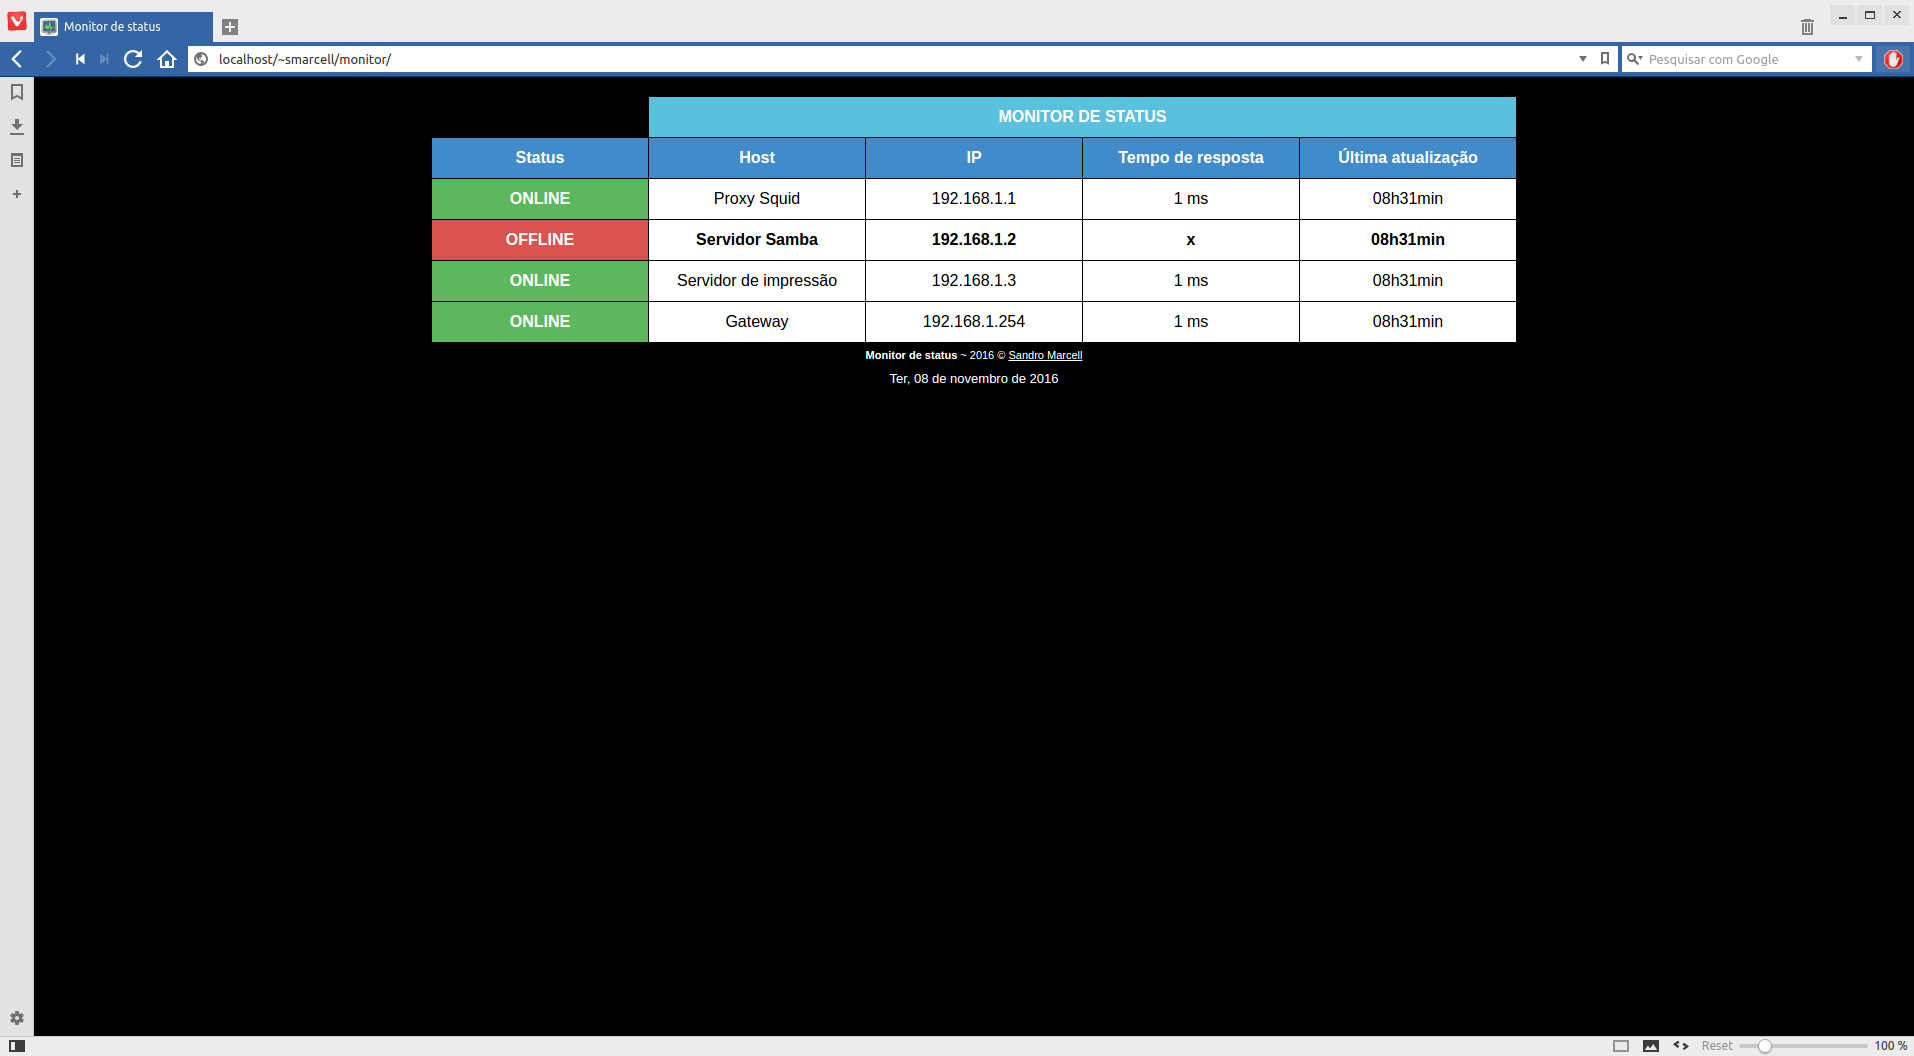 Monitor de status
localhost/~smarcell/monitor/
Pesquisar com Google
MONITOR DE STATUS
Status Host IP Tempo de resposta Última atualização
ONLINE Proxy Squid 192.168.1.1 1 ms 08h31min
OFFLINE Servidor Samba 192.168.1.2 x 08h31min
ONLINE Servidor de impressão 192.168.1.3 1 ms 08h31min
ONLINE Gateway 192.168.1.254 1 ms 08h31min
Monitor de status ~ 2016 © Sandro Marcell
Ter, 08 de novembro de 2016
Reset 100 %